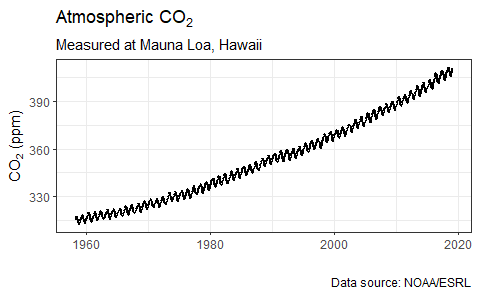 Atmospheric CO₂
Measured at Mauna Loa, Hawaii
CO₂ (ppm)
390
360
330
1960 1980 2000 2020
Data source: NOAA/ESRL